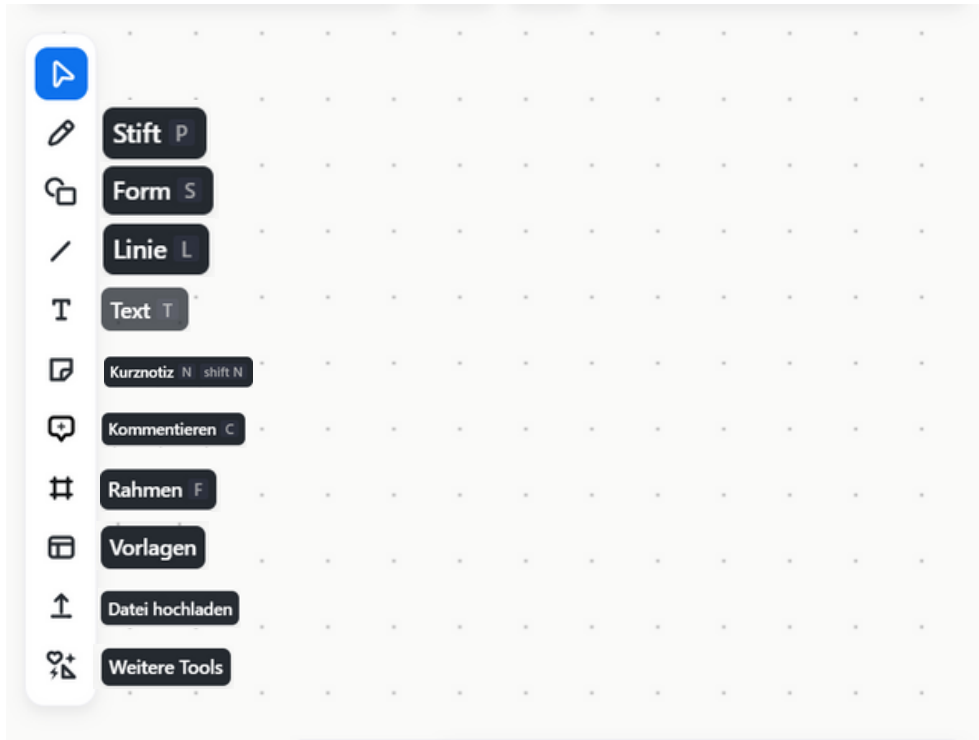 Stift P
Form S
Linie L
Text T
Kurznotiz N shift N
Kommentieren C
Rahmen F
Vorlagen
Datei hochladen
Weitere Tools